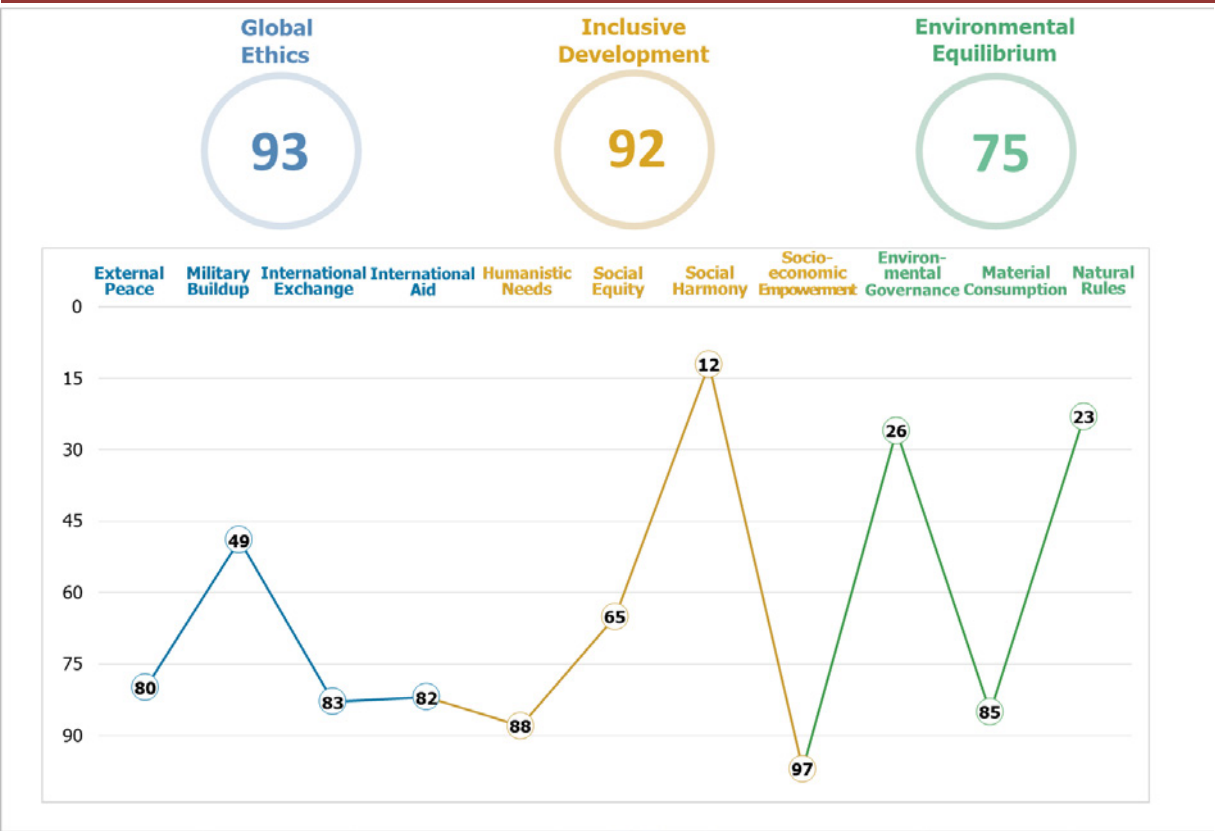 Global
Ethics
Inclusive
Development
Environmental
Equilibrium
93
92
75
External
Peace
Military
Buildup
International
Exchange
International
Aid
Humanistic
Needs
Social
Equity
Social
Harmony
Socio-
economic
Empowerment
Environ-
mental
Governance
Material
Consumption
Natural
Rules
0
15
30
45
60
75
90
80
49
83
82
88
65
12
97
26
85
23